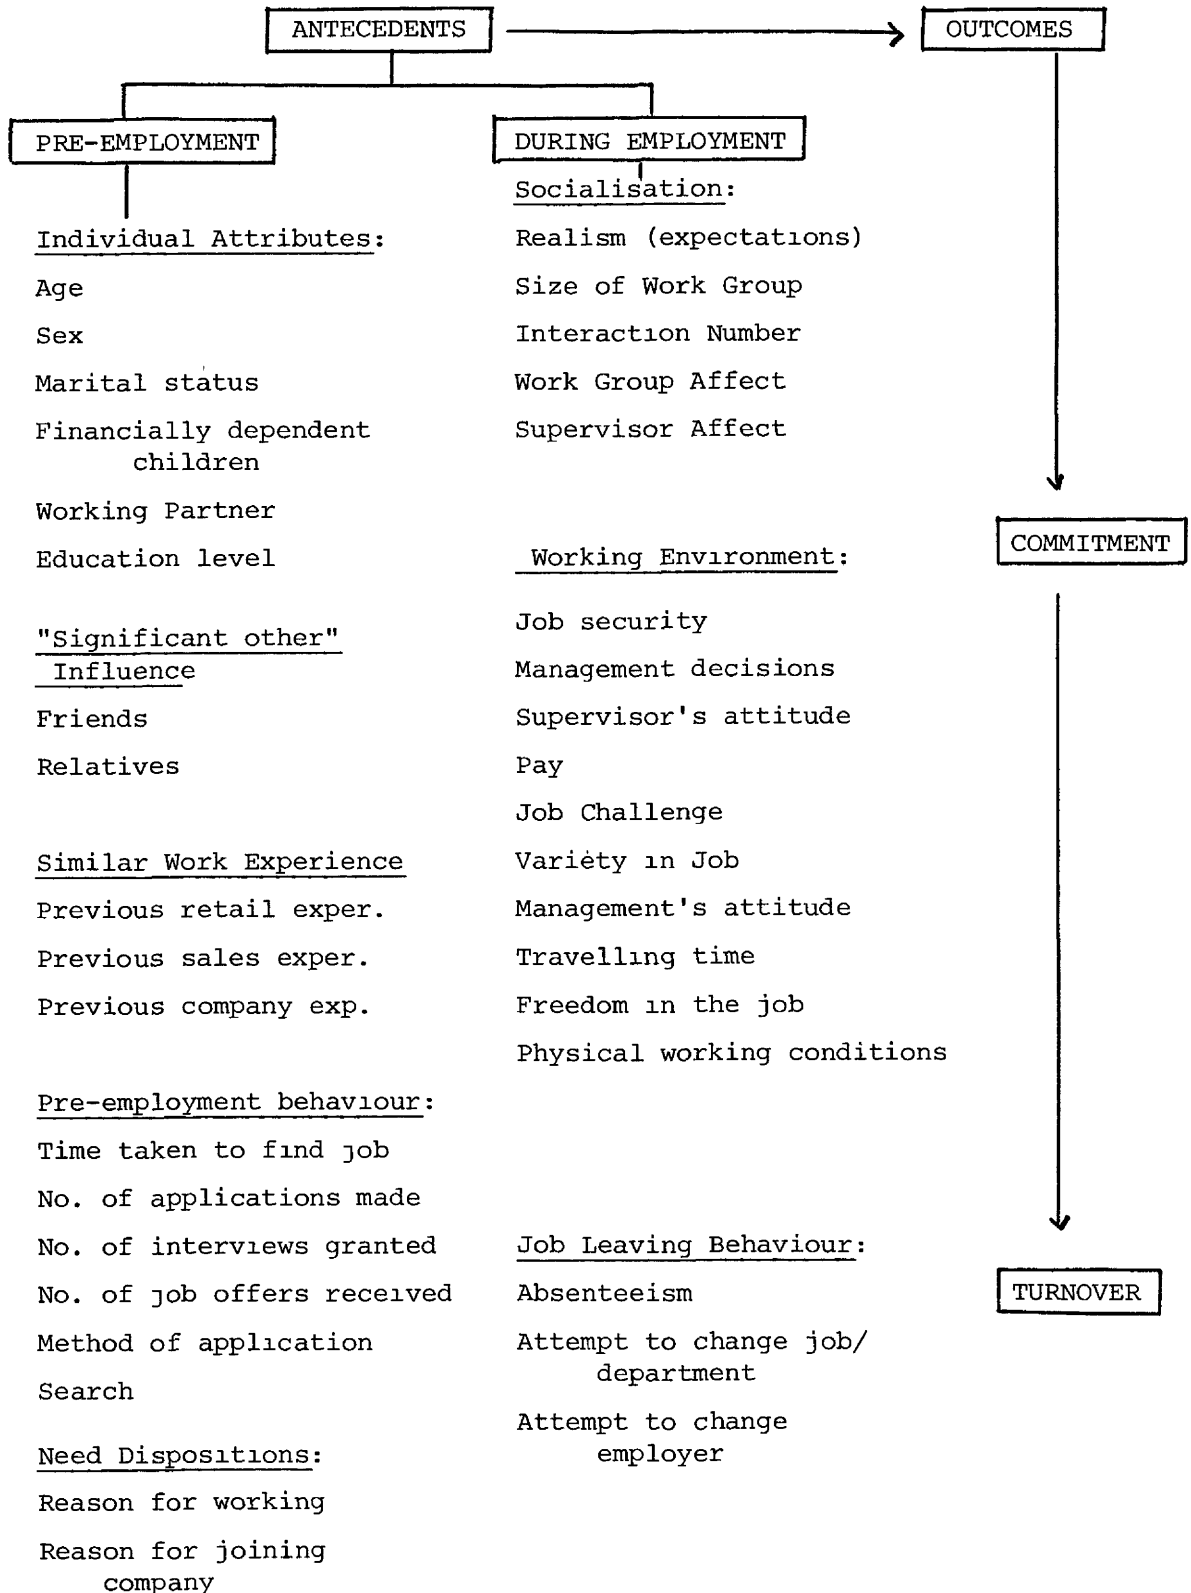 ANTECEDENTS
OUTCOMES
PRE-EMPLOYMENT
Individual Attributes:
Age
Sex
Marital status
Financially dependent
children
Working Partner
Education level
"Significant other"
Influence
Friends
Relatives
Similar Work Experience
Previous retail exper.
Previous sales exper.
Previous company exp.
Pre-employment behaviour:
Time taken to find job
No. of applications made
No. of interviews granted
No. of job offers received
Method of application
Search
Need Dispositions:
Reason for working
Reason for joining
company
DURING EMPLOYMENT
Socialisation:
Realism (expectations)
Size of Work Group
Interaction Number
Work Group Affect
Supervisor Affect
Working Environment:
Job security
Management decisions
Supervisor's attitude
Pay
Job Challenge
Variety in Job
Management's attitude
Travelling time
Freedom in the job
Physical working conditions
Job Leaving Behaviour:
Absenteeism
Attempt to change job/
department
Attempt to change
employer
COMMITMENT
TURNOVER